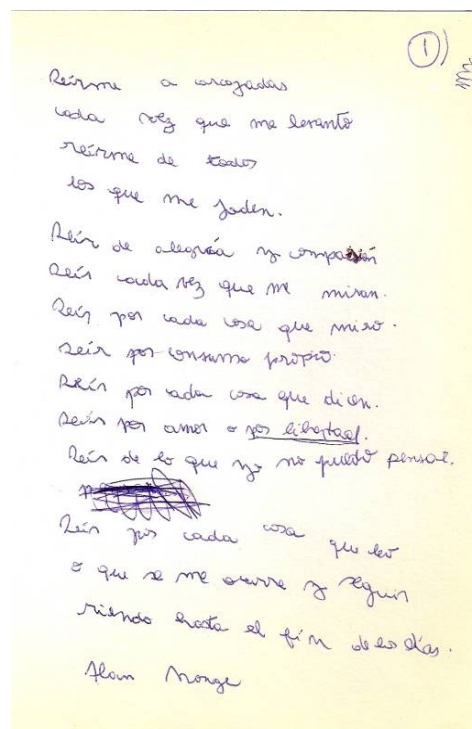 1
Reírme a carcajadas
cada vez que me levanto
reírme de todos
los que me joden.
Reír de alegría y compasión
Reír cada vez que me miran.
Reír por cada cosa que miro.
Reír por consumo propio.
Reír por cada cosa que dicen.
Reír por amor o por libertad.
Reír de lo que yo no puedo pensar.
Reír por cada cosa que leo
o que se me ocurre y seguir
riendo hasta el fin de los días.
Alan Monge